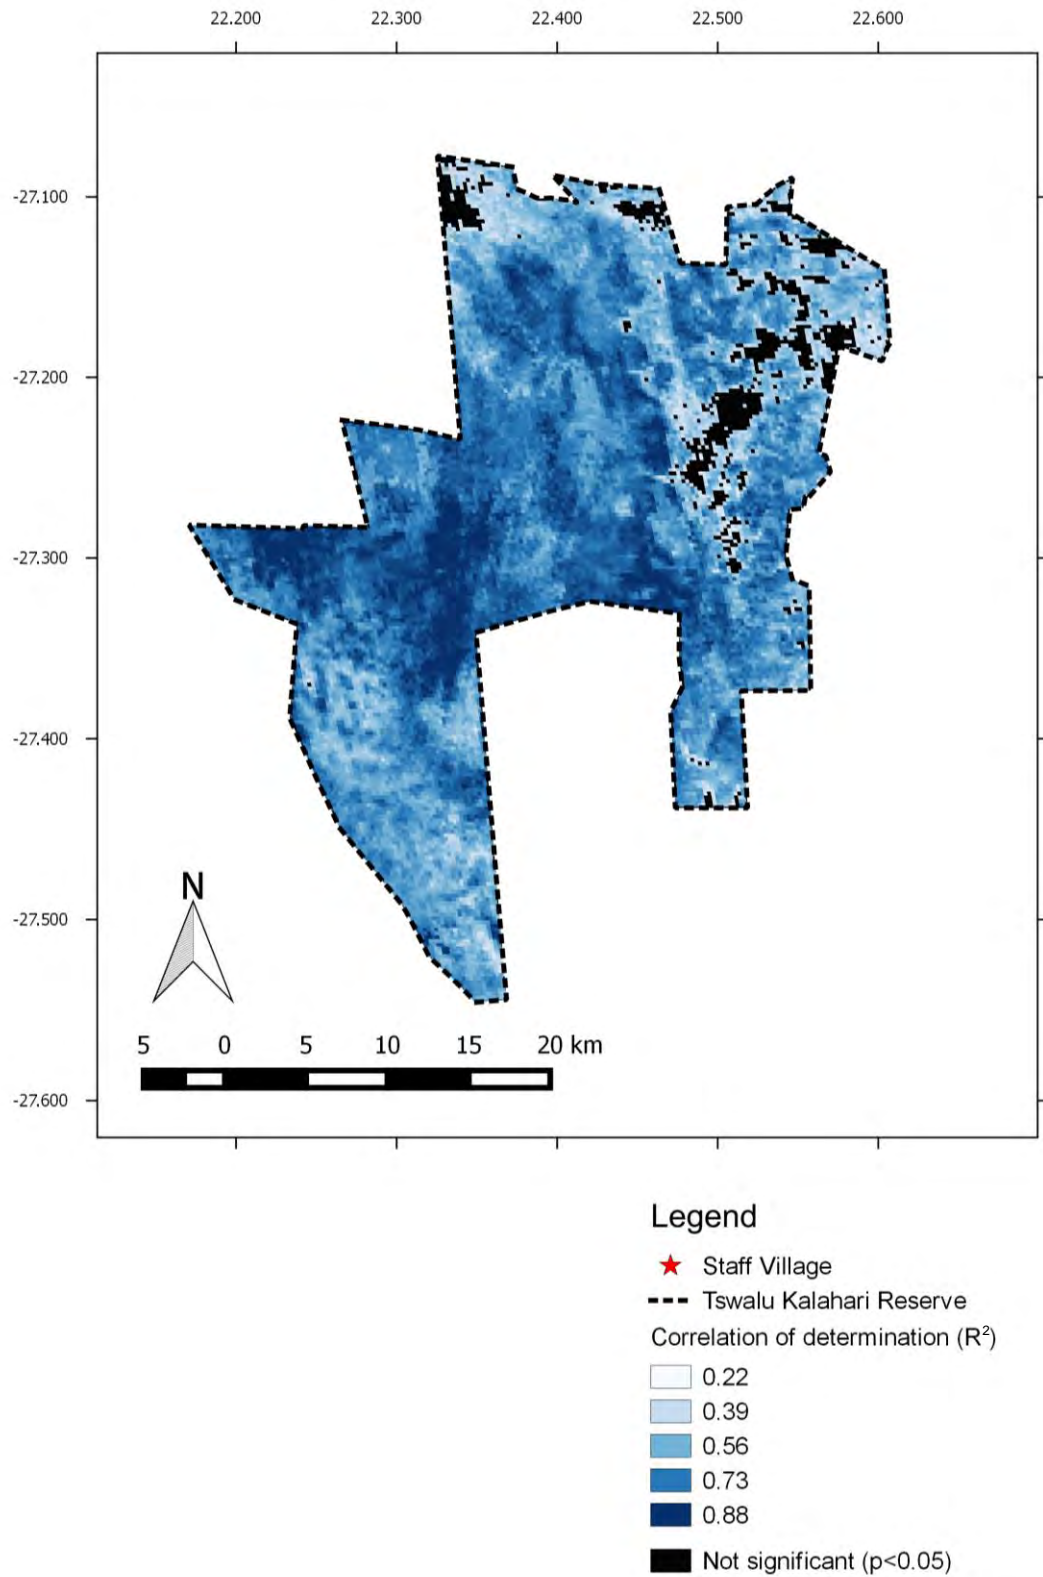 22.200 22.300 22.400 22.500 22.600
-27.100
-27.200
-27.300
-27.400
-27.500
-27.600
N
5 0 5 10 15 20 km
Legend
Staff Village
Tswalu Kalahari Reserve
Correlation of determination (R²)
0.22
0.39
0.56
0.73
0.88
Not significant (p<0.05)